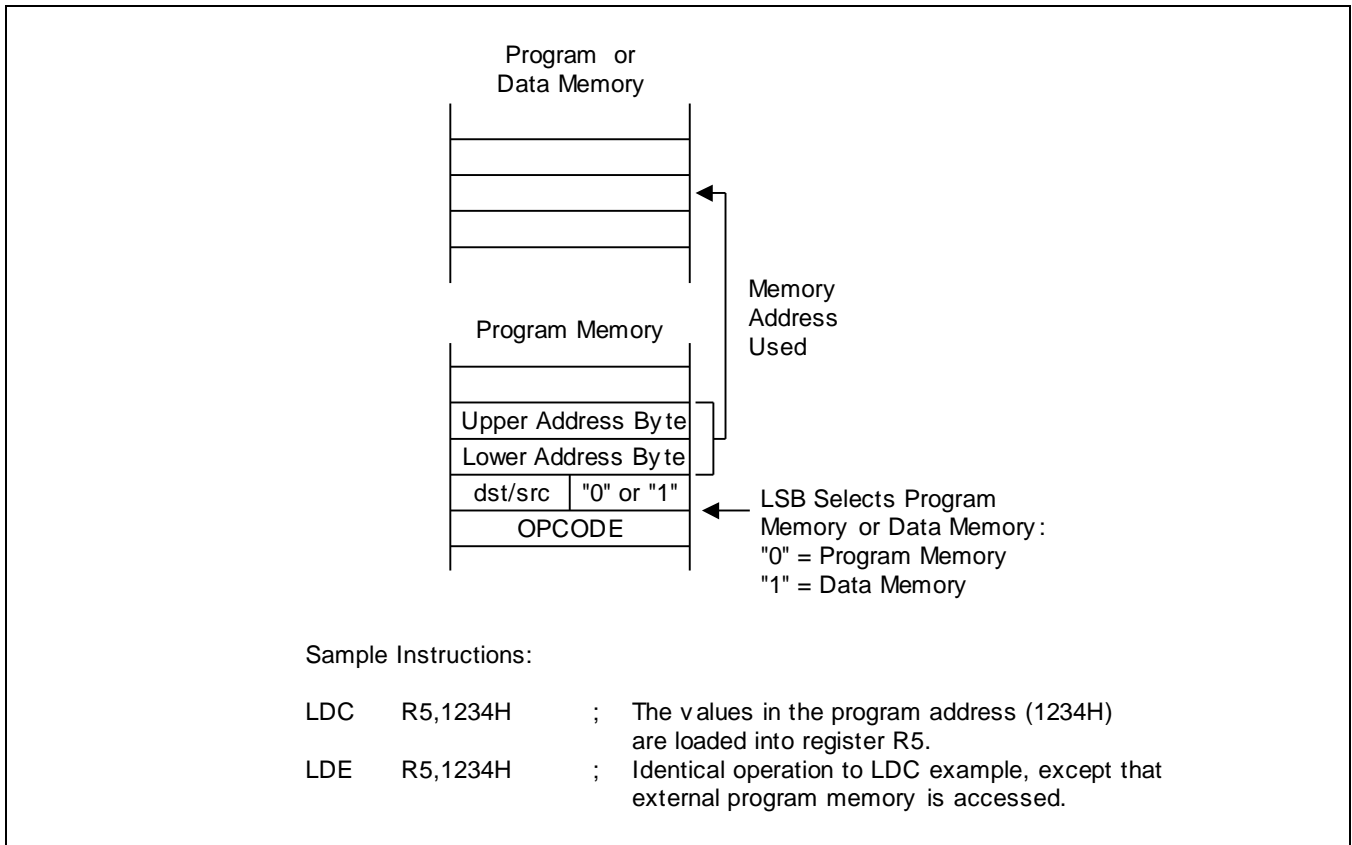 Program or
Data Memory
Memory
Address
Used
Program Memory
Upper Address Byte
Lower Address Byte
dst/src "0" or "1"
OPCODE
LSB Selects Program
Memory or Data Memory:
"0" = Program Memory
"1" = Data Memory
Sample Instructions:
LDC R5,1234H ; The values in the program address (1234H)
are loaded into register R5.
LDE R5,1234H ; Identical operation to LDC example, except that
external program memory is accessed.